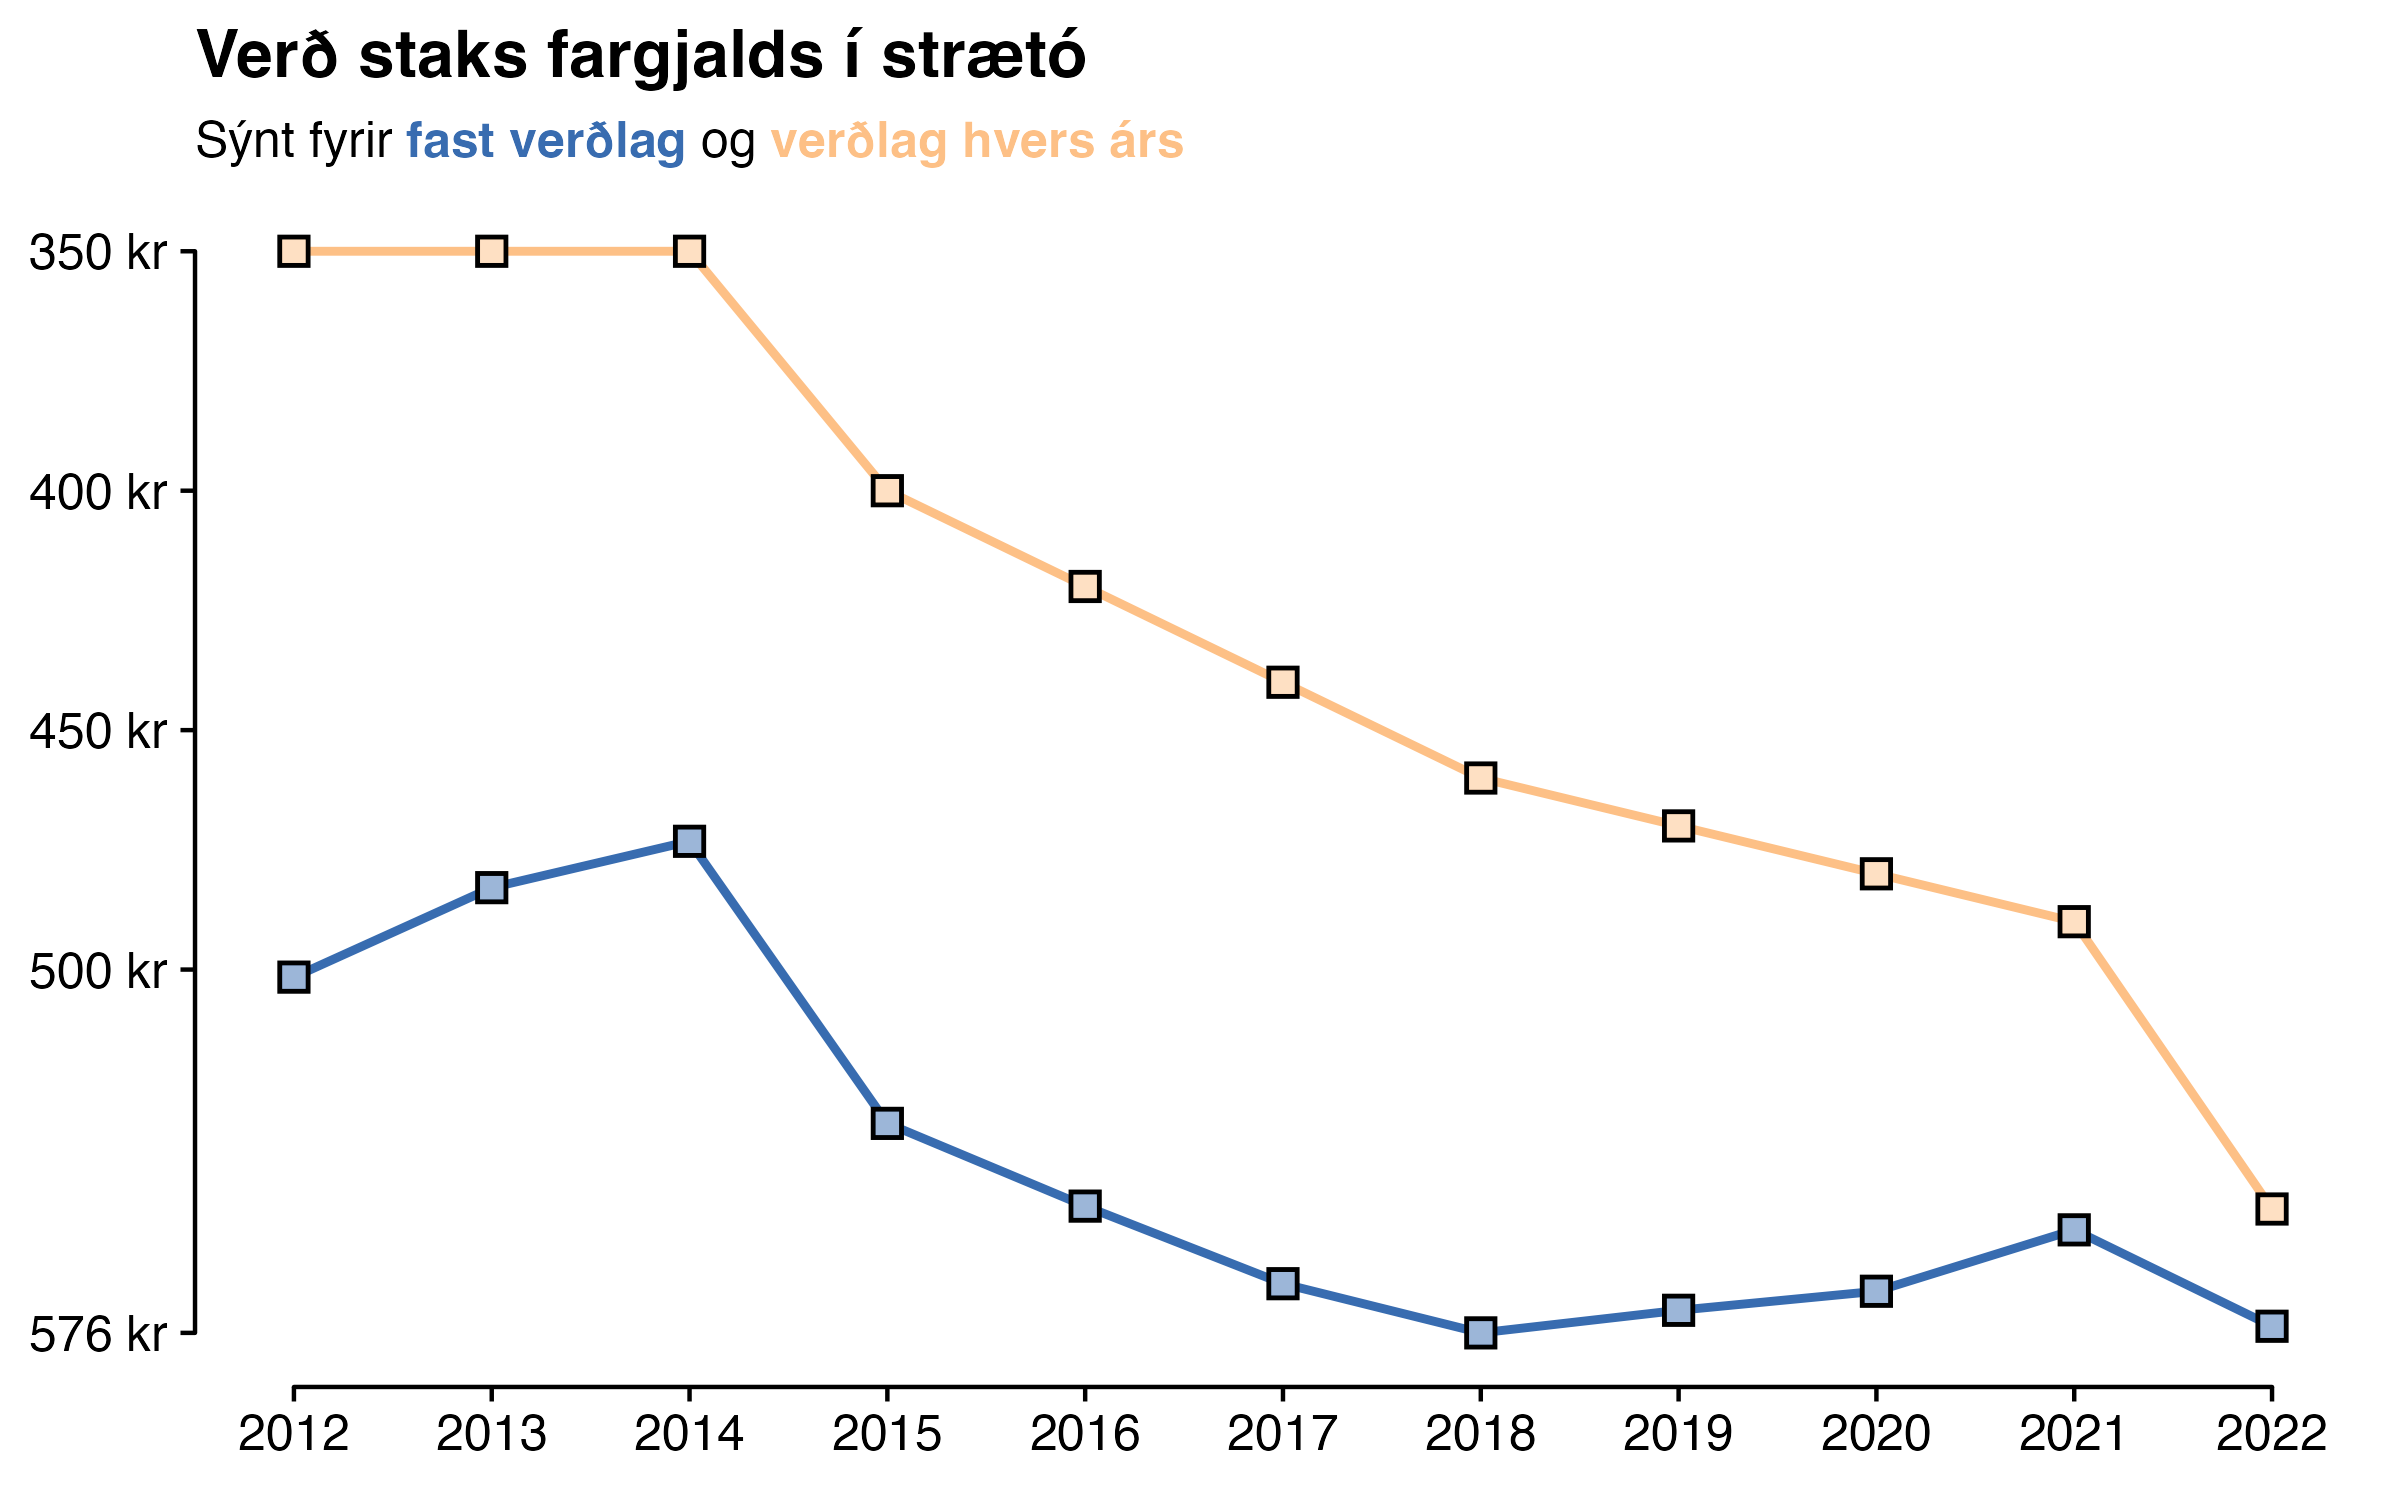 Verð staks fargjalds í strætó
Sýnt fyrir fast verðlag og verðlag hvers árs
350 kr
400 kr
450 kr
500 kr
576 kr
2012 2013 2014 2015 2016 2017 2018 2019 2020 2021 2022